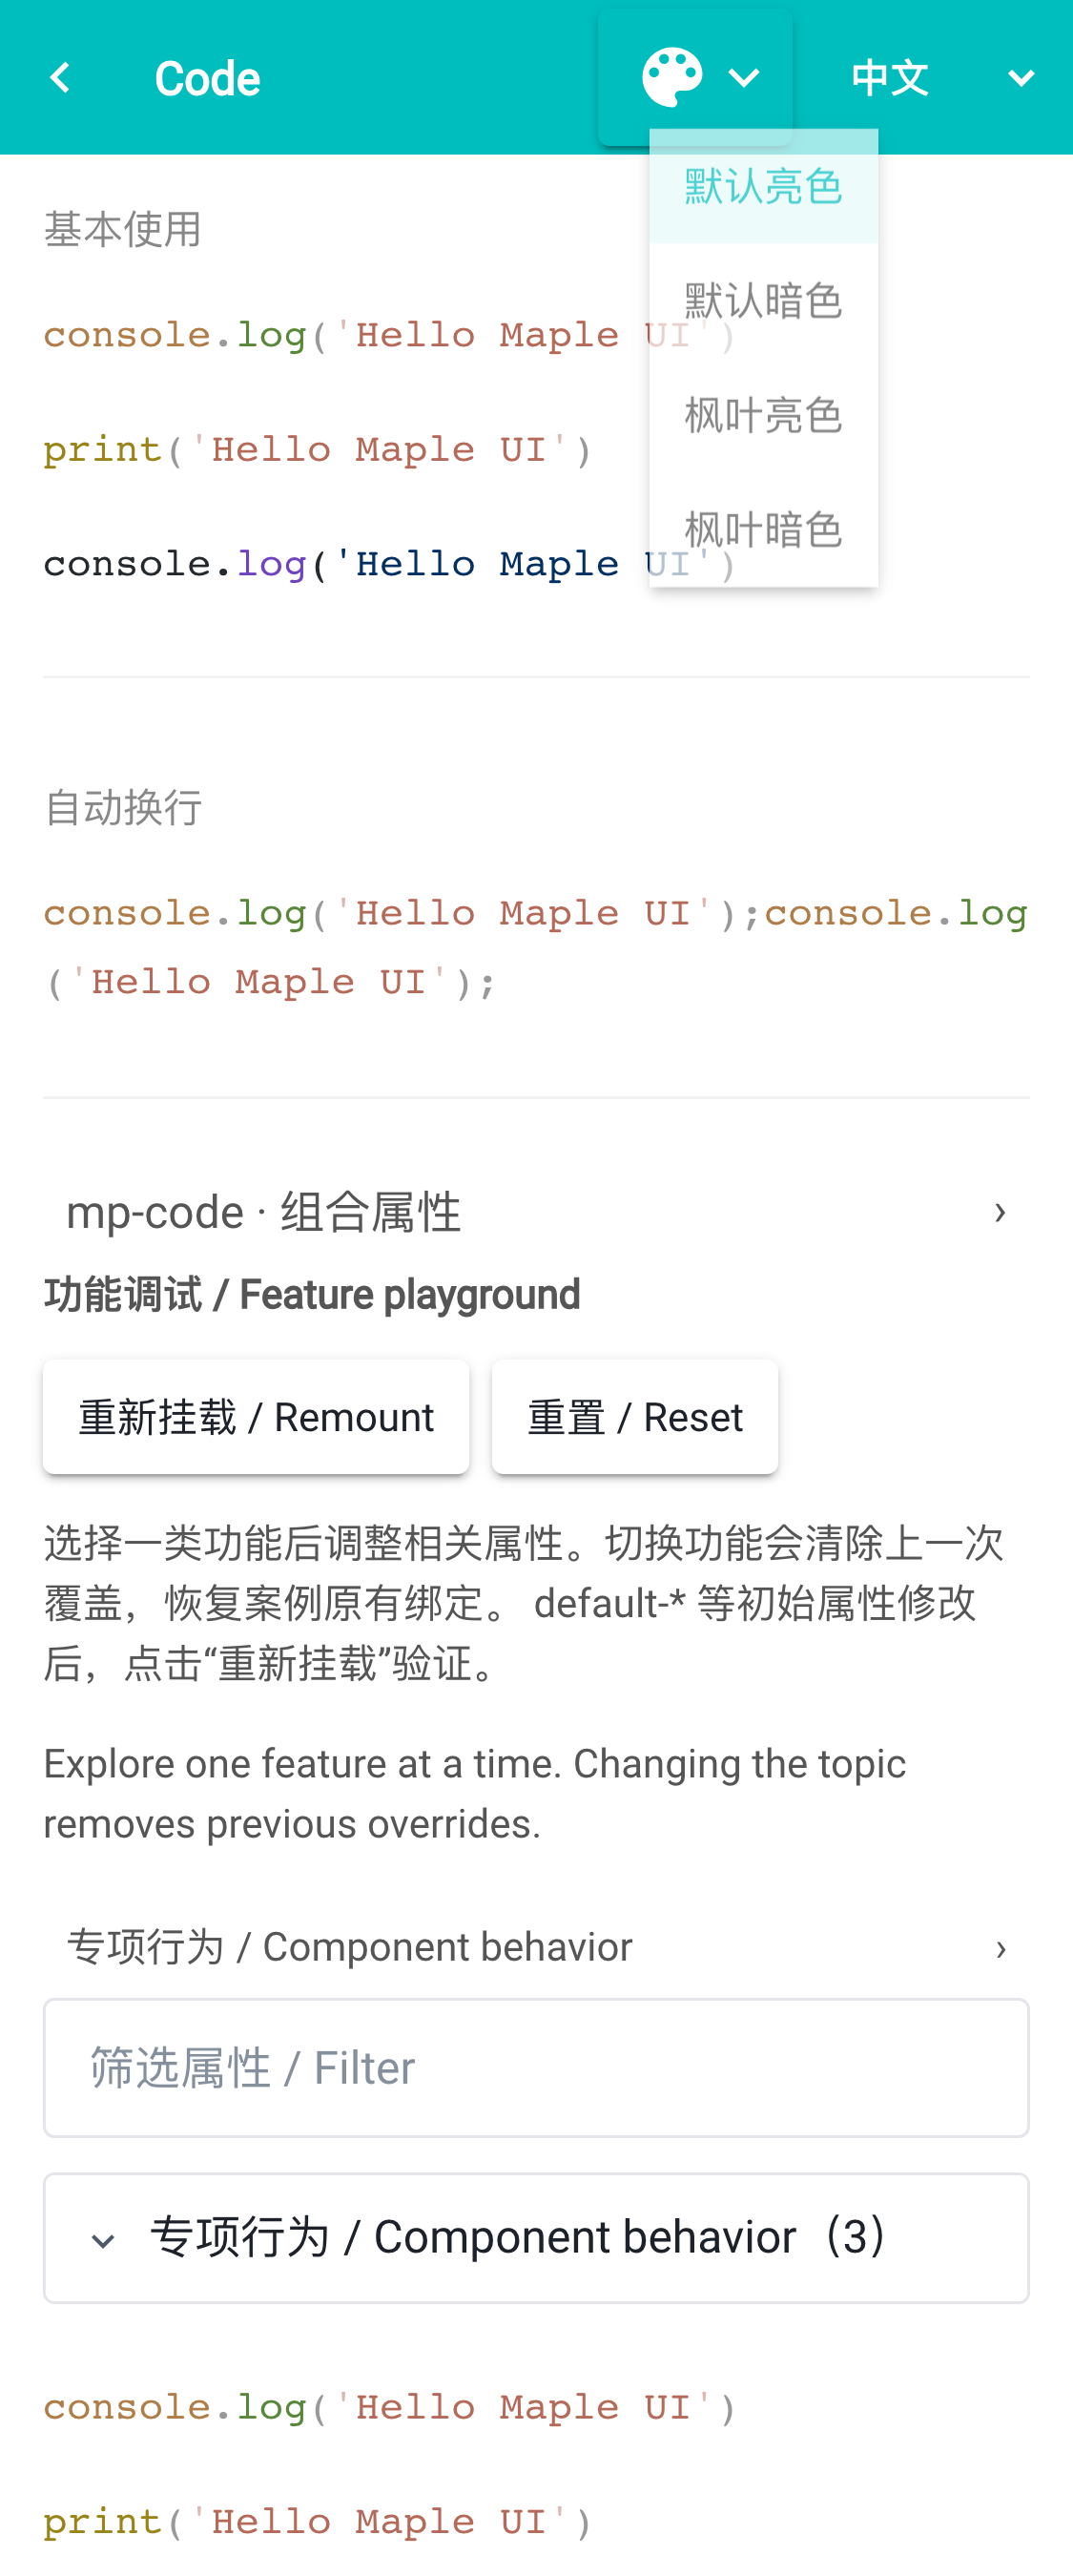 Code
中文
默认亮色
默认暗色
枫叶亮色
枫叶暗色
基本使用
console.log('Hello Maple UI')
print('Hello Maple UI')
console.log('Hello Maple UI')
自动换行
console.log('Hello Maple UI');console.log
('Hello Maple UI');
mp-code · 组合属性
功能调试 / Feature playground
重新挂载 / Remount
重置 / Reset
选择一类功能后调整相关属性。切换功能会清除上一次
覆盖，恢复案例原有绑定。 default-* 等初始属性修改
后，点击“重新挂载”验证。
Explore one feature at a time. Changing the topic
removes previous overrides.
专项行为 / Component behavior
筛选属性 / Filter
专项行为 / Component behavior（3）
console.log('Hello Maple UI')
print('Hello Maple UI')